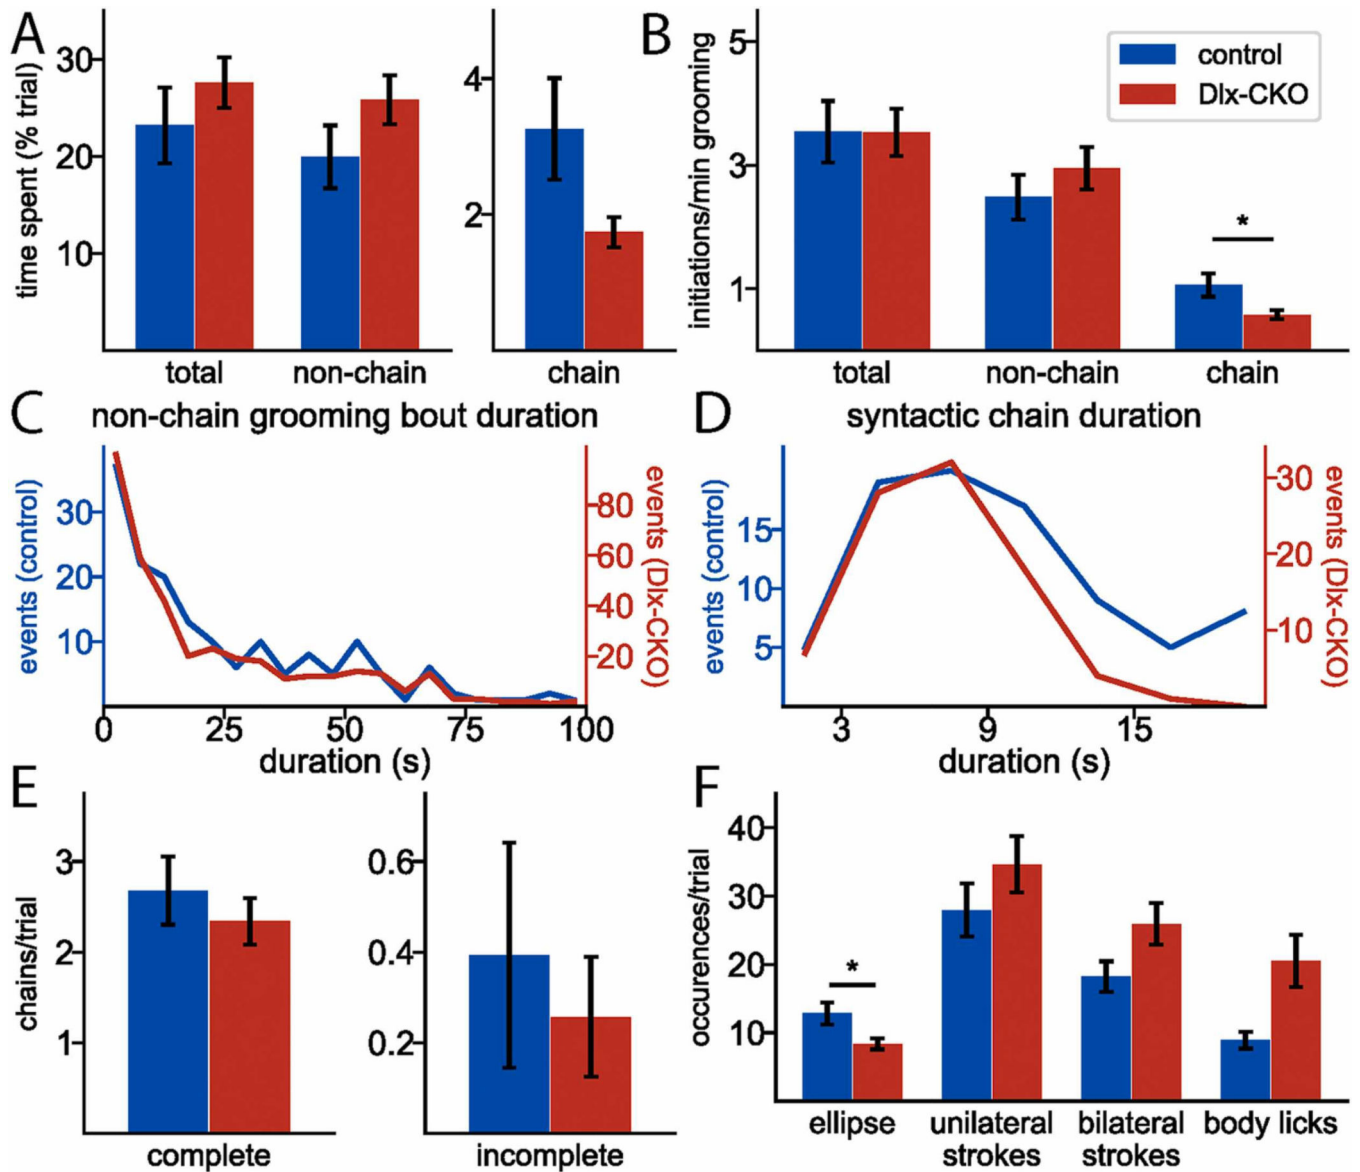 A
time spent (% trial)
30
20
10
total
non-chain
4
2
chain
B
initiations/min grooming
5
3
1
control
Dlx-CKO
*
total
non-chain
chain
C
non-chain grooming bout duration
events (control)
30
20
10
events (Dlx-CKO)
80
60
40
20
0
25
50
75
100
duration (s)
D
syntactic chain duration
events (control)
15
10
5
events (Dlx-CKO)
30
20
10
3
9
15
duration (s)
E
chains/trial
3
2
1
complete
0.6
0.4
0.2
incomplete
F
occurences/trial
40
30
20
10
*
ellipse
unilateral
strokes
bilateral
strokes
body licks